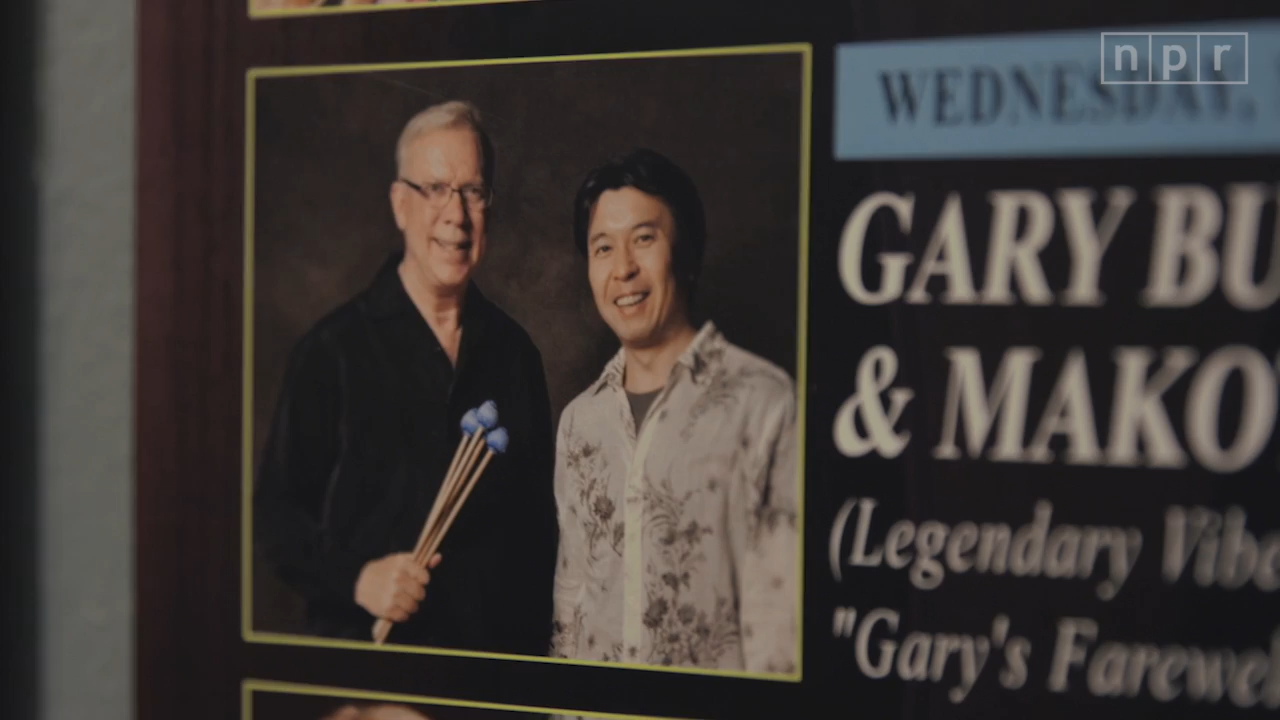 npr
WEDNESDAY,
GARY BU
& MAKO
(Legendary Vibe
"Gary's Farewel